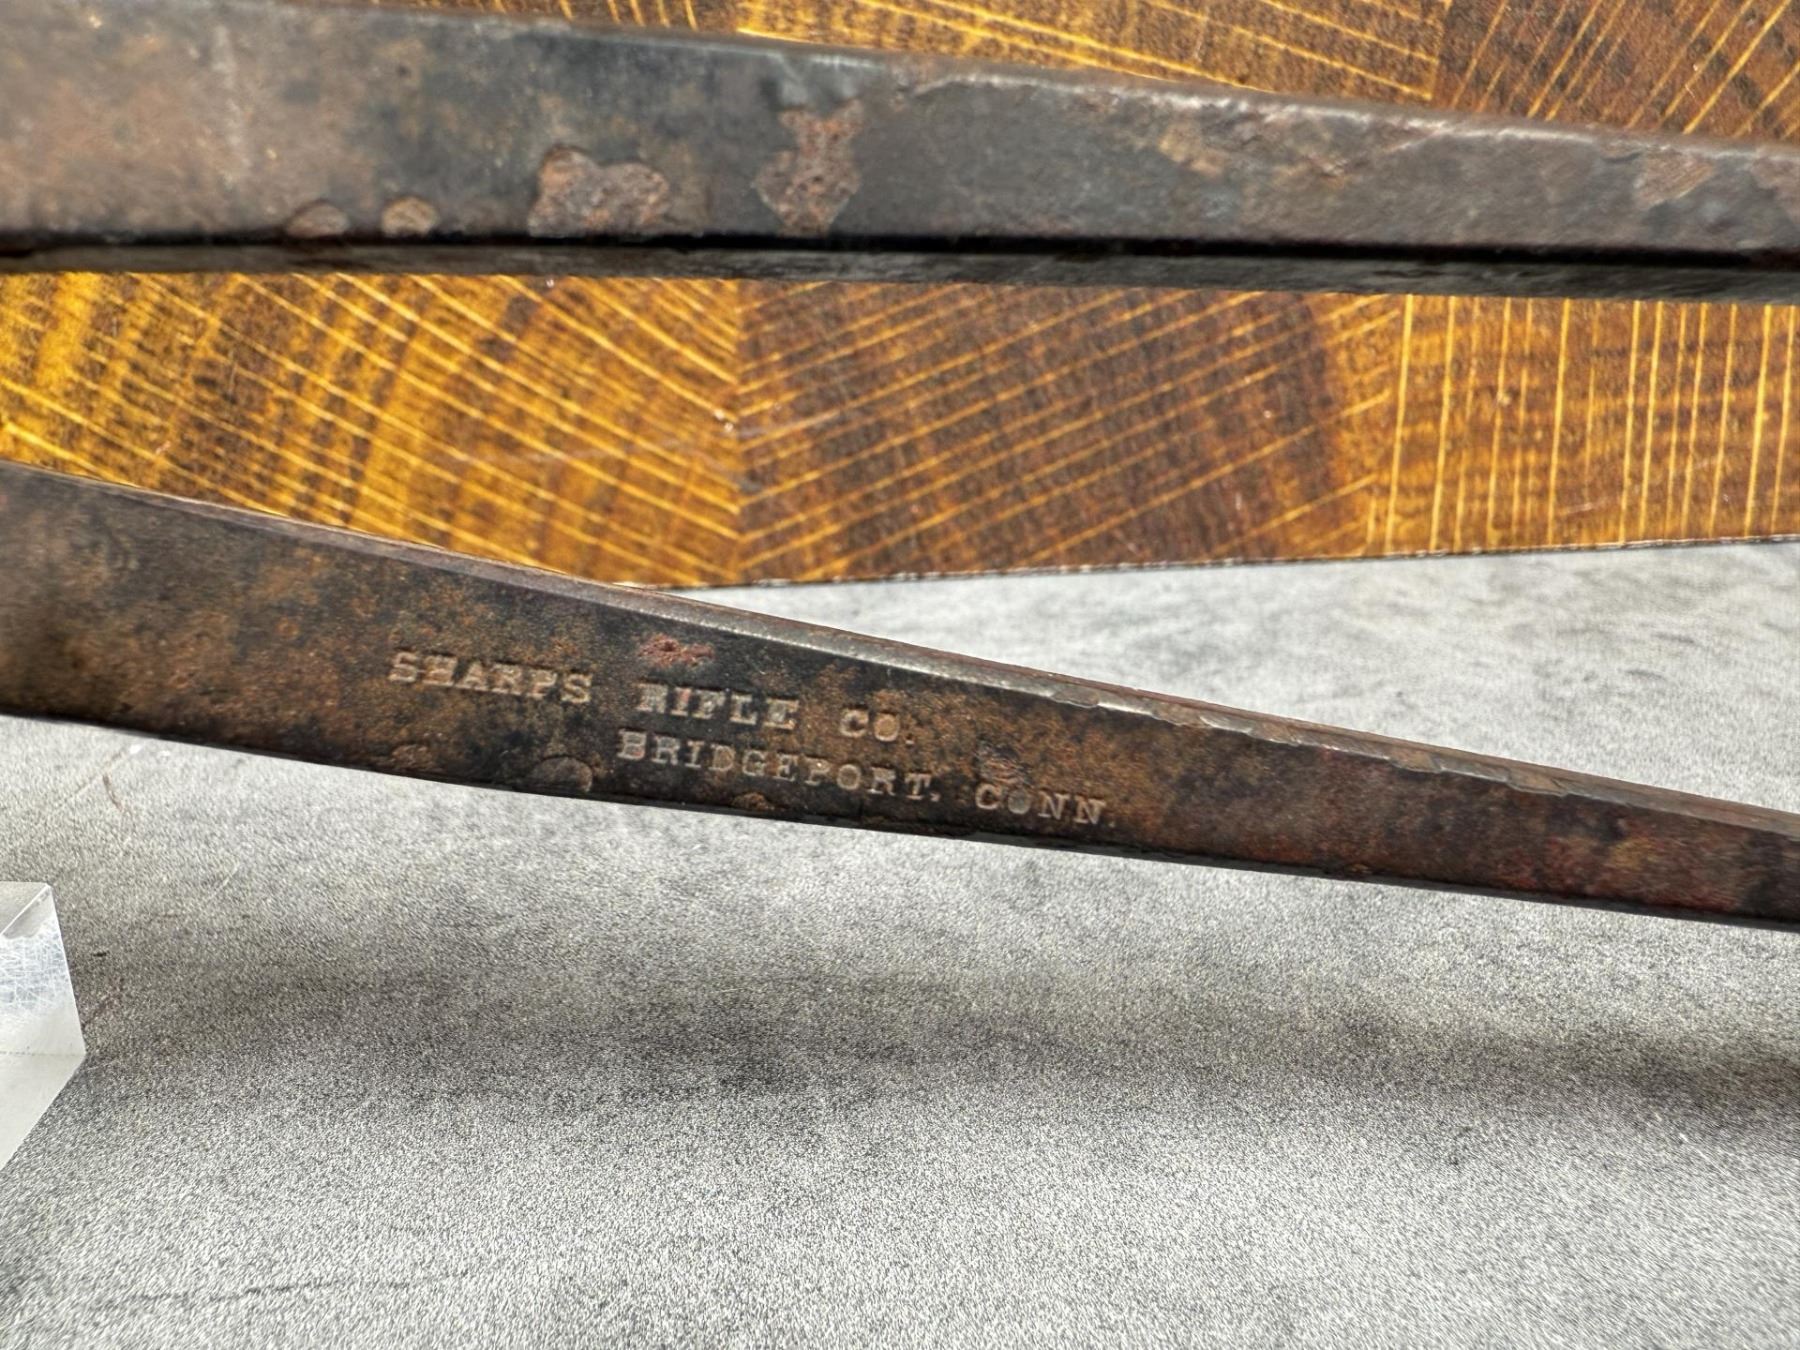 SHARPS RIFLE CO.
BRIDGEPORT, CONN.